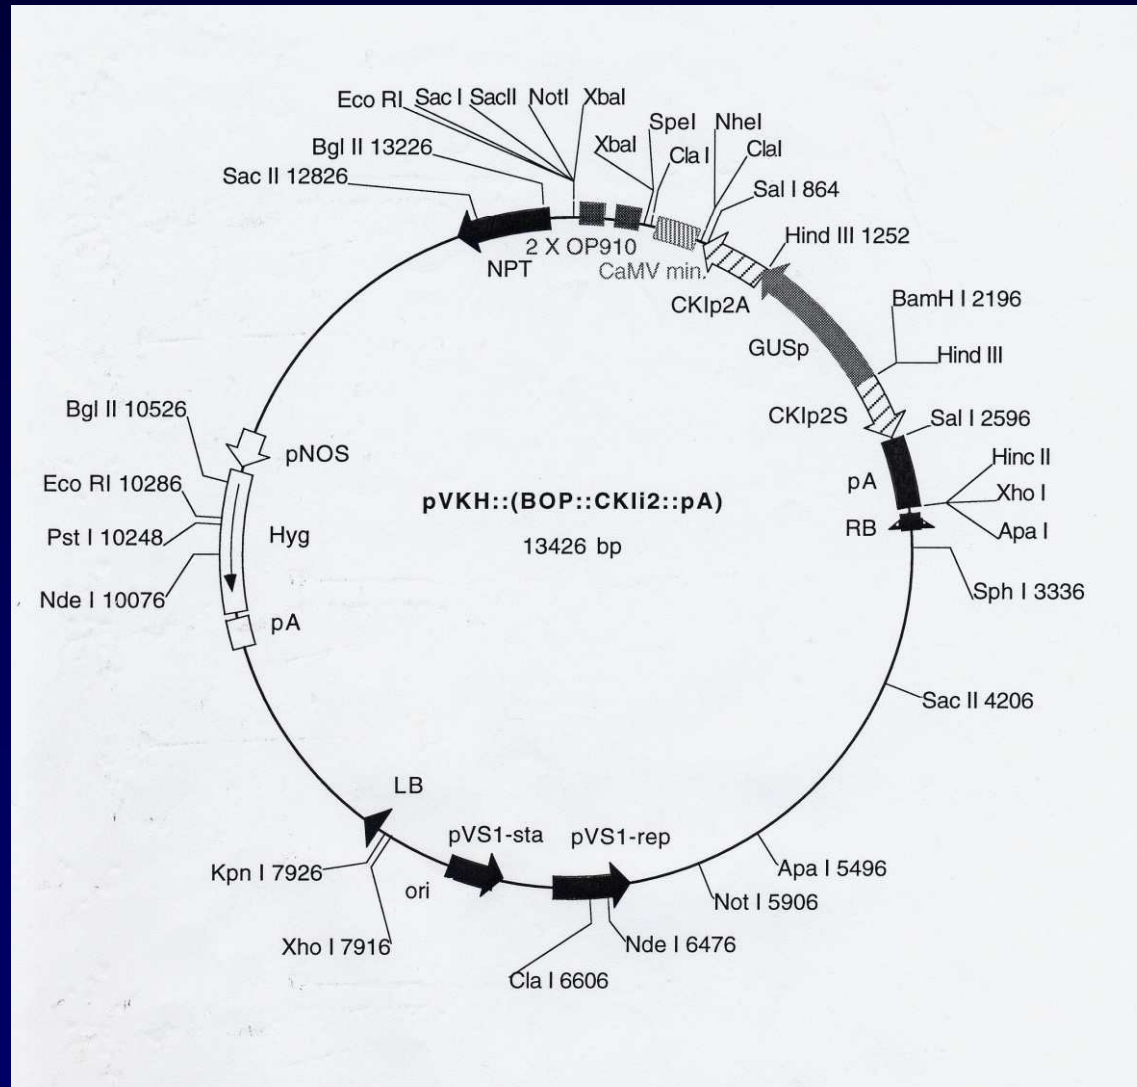 Eco RI
Sac I
SacII
NotI
XbaI
SpeI
NheI
XbaI
Cla I
ClaI
Bgl II 13226
Sac II 12826
Sal I 864
Hind III 1252
2 X OP910
NPT
CaMV min.
CKIp2A
BamH I 2196
GUSp
Hind III
Bgl II 10526
CKIp2S
Sal I 2596
pNOS
Hinc II
Eco RI 10286
pA
Xho I
pVKH::(BOP::CKIi2::pA)
Pst I 10248
Hyg
RB
Apa I
13426 bp
Nde I 10076
Sph I 3336
pA
Sac II 4206
LB
pVS1-sta
pVS1-rep
Kpn I 7926
Apa I 5496
ori
Not I 5906
Xho I 7916
Nde I 6476
Cla I 6606